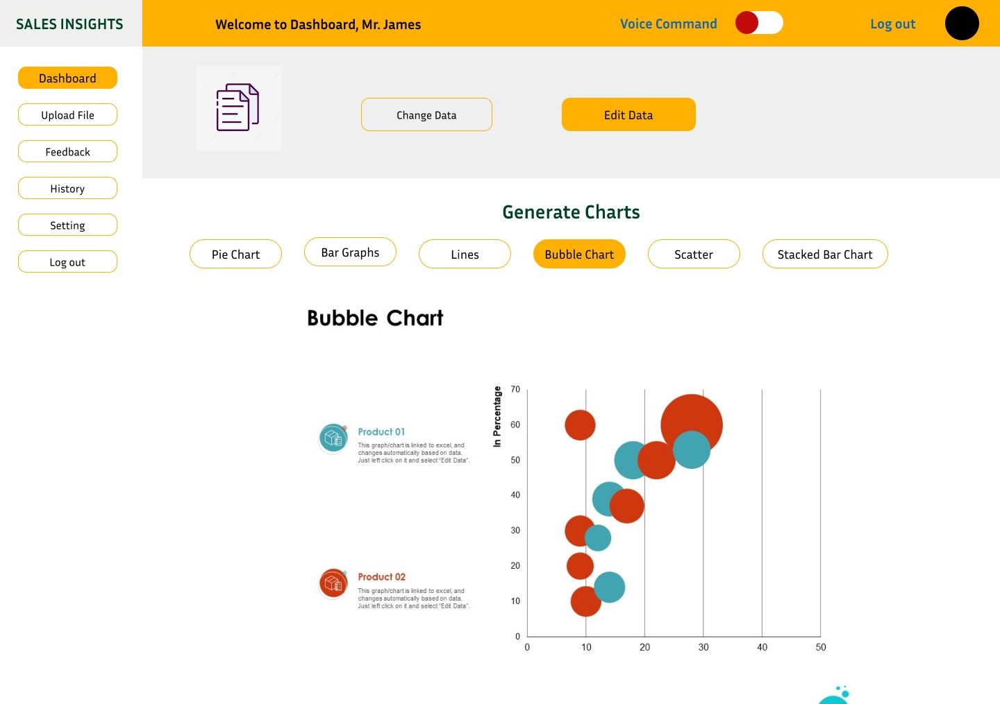 SALES INSIGHTS
Welcome to Dashboard, Mr. James
Voice Command
Log out
Dashboard
Upload File
Feedback
History
Setting
Log out
Change Data
Edit Data
Generate Charts
Pie Chart
Bar Graphs
Lines
Bubble Chart
Scatter
Stacked Bar Chart
Bubble Chart
Product 01
This graph/chart is linked to excel, and
changes automatically based on data.
Just left click on it and select "Edit Data".
Product 02
This graph/chart is linked to excel, and
changes automatically based on data.
Just left click on it and select "Edit Data".
In Percentage
70
60
50
40
30
20
10
0
0
10
20
30
40
50